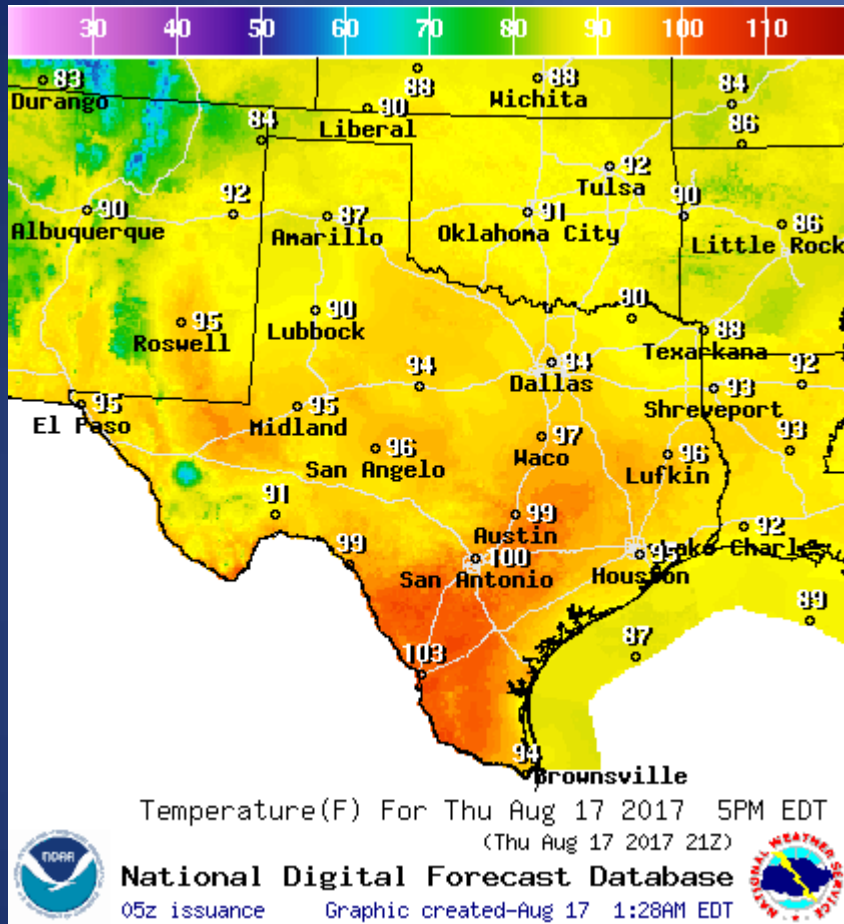 30 40 50 60 70 80 90 100 110
83
Durango
88
88
Wichita
84
90
Liberal
84
86
92
Tulsa
90
Albuquerque
92
87
Amarillo
91
Oklahoma City
90
86
Little Rock
95
Roswell
90
Lubbock
90
88
Texarkana
94
94
Dallas
92
93
Shreveport
95
El Paso
95
Midland
96
San Angelo
97
Waco
96
Lufkin
93
91
99
Austin
92
Lake Charles
99
100
San Antonio
95
Houston
89
87
103
94
Brownsville
Temperature(F) For Thu Aug 17 2017 5PM EDT
(Thu Aug 17 2017 21Z)
National Digital Forecast Database
05z issuance Graphic created-Aug 17 1:28AM EDT
NOAA
NATIONAL WEATHER SERVICE